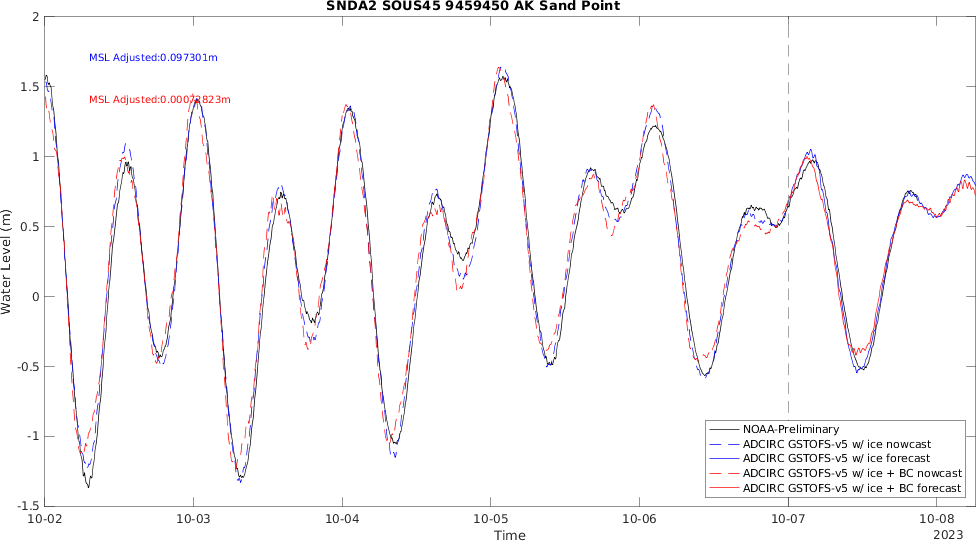 SNDA2 SOUS45 9459450 AK Sand Point
2
1.5
1
0.5
0
-0.5
-1
-1.5
Water Level (m)
MSL Adjusted:0.097301m
MSL Adjusted:0.00073823m
NOAA-Preliminary
ADCIRC GSTOFS-v5 w/ ice nowcast
ADCIRC GSTOFS-v5 w/ ice forecast
ADCIRC GSTOFS-v5 w/ ice + BC nowcast
ADCIRC GSTOFS-v5 w/ ice + BC forecast
10-02 10-03 10-04 10-05 10-06 10-07 10-08
Time
2023